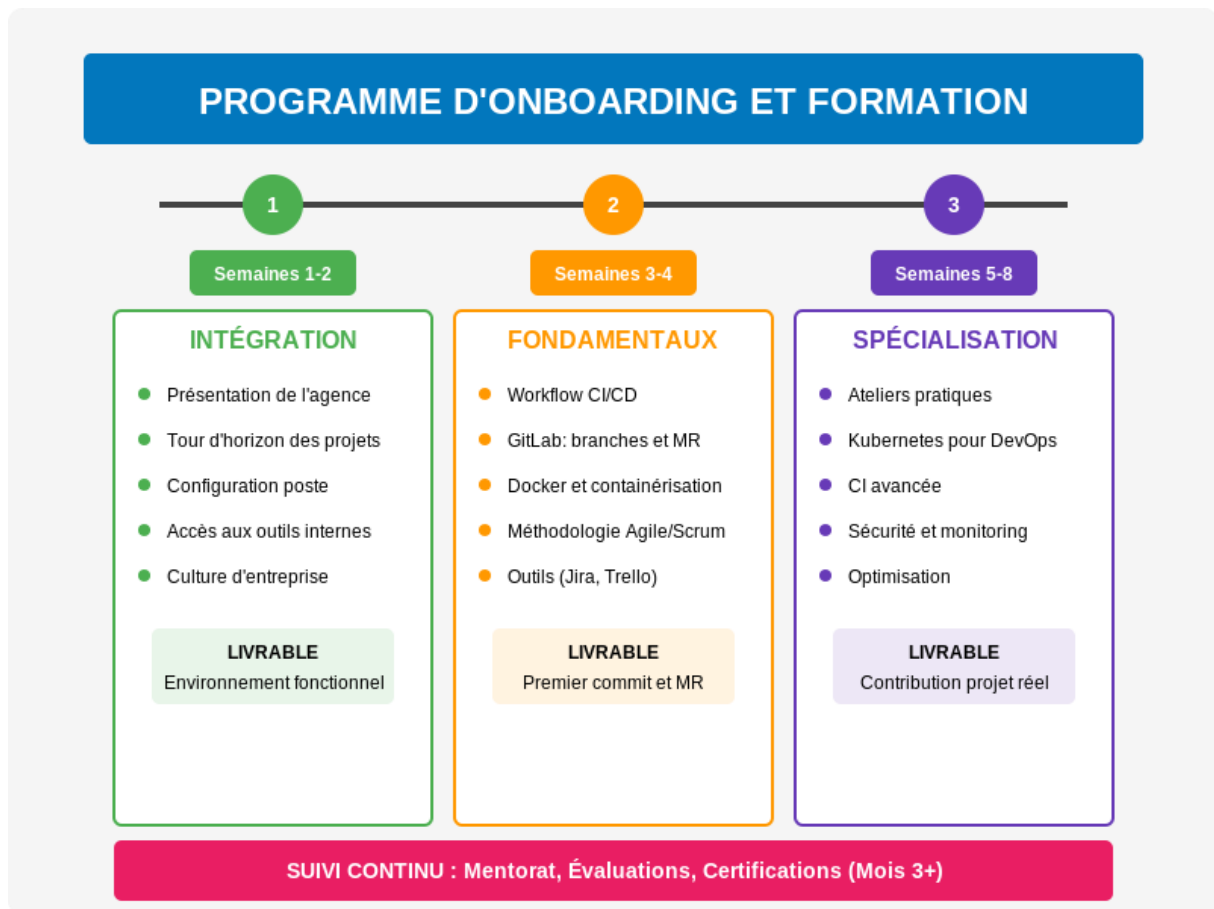 PROGRAMME D'ONBOARDING ET FORMATION
1
2
3
Semaines 1-2
Semaines 3-4
Semaines 5-8
INTÉGRATION
Présentation de l'agence
Tour d'horizon des projets
Configuration poste
Accès aux outils internes
Culture d'entreprise
LIVRABLE
Environnement fonctionnel
FONDAMENTAUX
Workflow CI/CD
GitLab: branches et MR
Docker et containérisation
Méthodologie Agile/Scrum
Outils (Jira, Trello)
LIVRABLE
Premier commit et MR
SPÉCIALISATION
Ateliers pratiques
Kubernetes pour DevOps
CI avancée
Sécurité et monitoring
Optimisation
LIVRABLE
Contribution projet réel
SUIVI CONTINU : Mentorat, Évaluations, Certifications (Mois 3+)